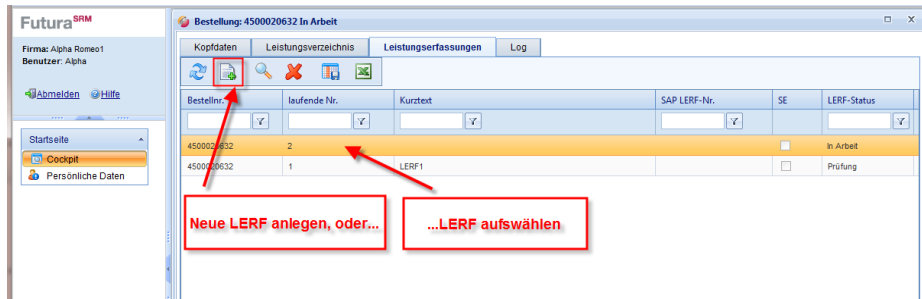 Futura SRM
Firma: Alpha Romeo1
Benutzer: Alpha
Abmelden Hilfe
Startseite
Cockpit
Persönliche Daten
Bestellung: 4500020632 In Arbeit
Kopfdaten Leistungsverzeichnis Leistungserfassungen Log
Bestellnr. laufende Nr. Kurztext SAP LERF-Nr. SE LERF-Status
4500020632 2 In Arbeit
4500020632 1 LERF1 Prüfung
Neue LERF anlegen, oder...
...LERF aufswählen